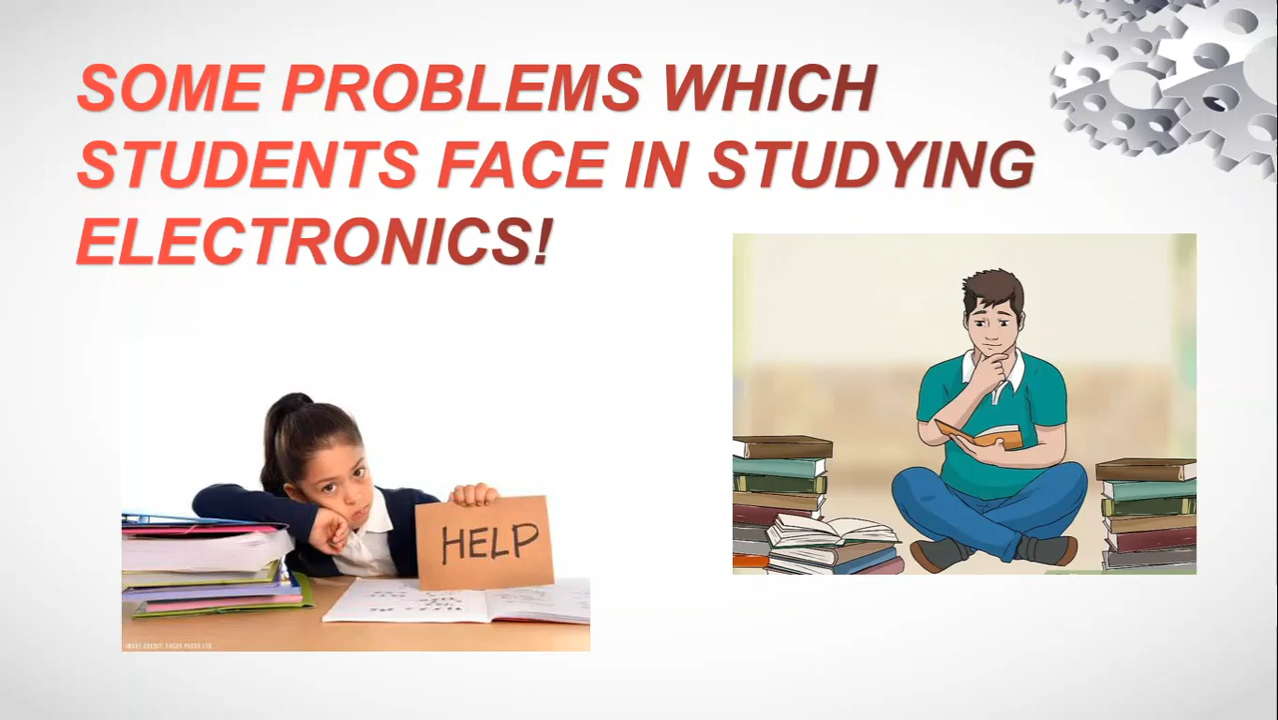 SOME PROBLEMS WHICH
STUDENTS FACE IN STUDYING
ELECTRONICS!
HELP